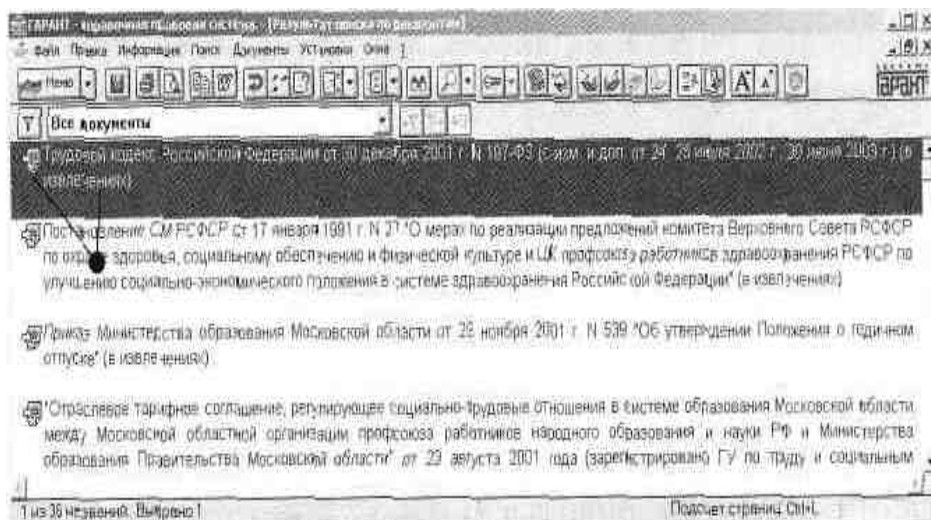 ГАРАНТ - справочная правовая система - [Результат поиска по реквизитам]
Файл Правка Информация Поиск Документы Установки Окна ?
Меню
ГАРАНТ
Все документы
Трудовой кодекс Российской Федерации от 30 декабря 2001 г. N 197-ФЗ (с изм. и доп. от 24, 25 июля 2002 г., 30 июня 2003 г.) (в
извлечениях)
Постановление СМ РСФСР от 17 января 1991 г. N 27 "О мерах по реализации предложений комитета Верховного Совета РСФСР
по охране здоровья, социальному обеспечению и физической культуре и ЦК профсоюза работников здравоохранения РСФСР по
улучшению социально-экономического положения в системе здравоохранения Российской Федерации" (в извлечениях)
Приказ Министерства образования Московской области от 29 ноября 2001 г. N 539 "Об утверждении Положения о годичном
отпуске" (в извлечениях)
"Отраслевое тарифное соглашение, регулирующее социально-трудовые отношения в системе образования Московской области
между Московской областной организации профсоюза работников народного образования и науки РФ и Министерства
образования Правительства Московской области" от 23 августа 2001 года (зарегистрировано ГУ по труду и социальным
1 из 36 названий. Выбрано 1 Подсчет страниц Ctrl+L